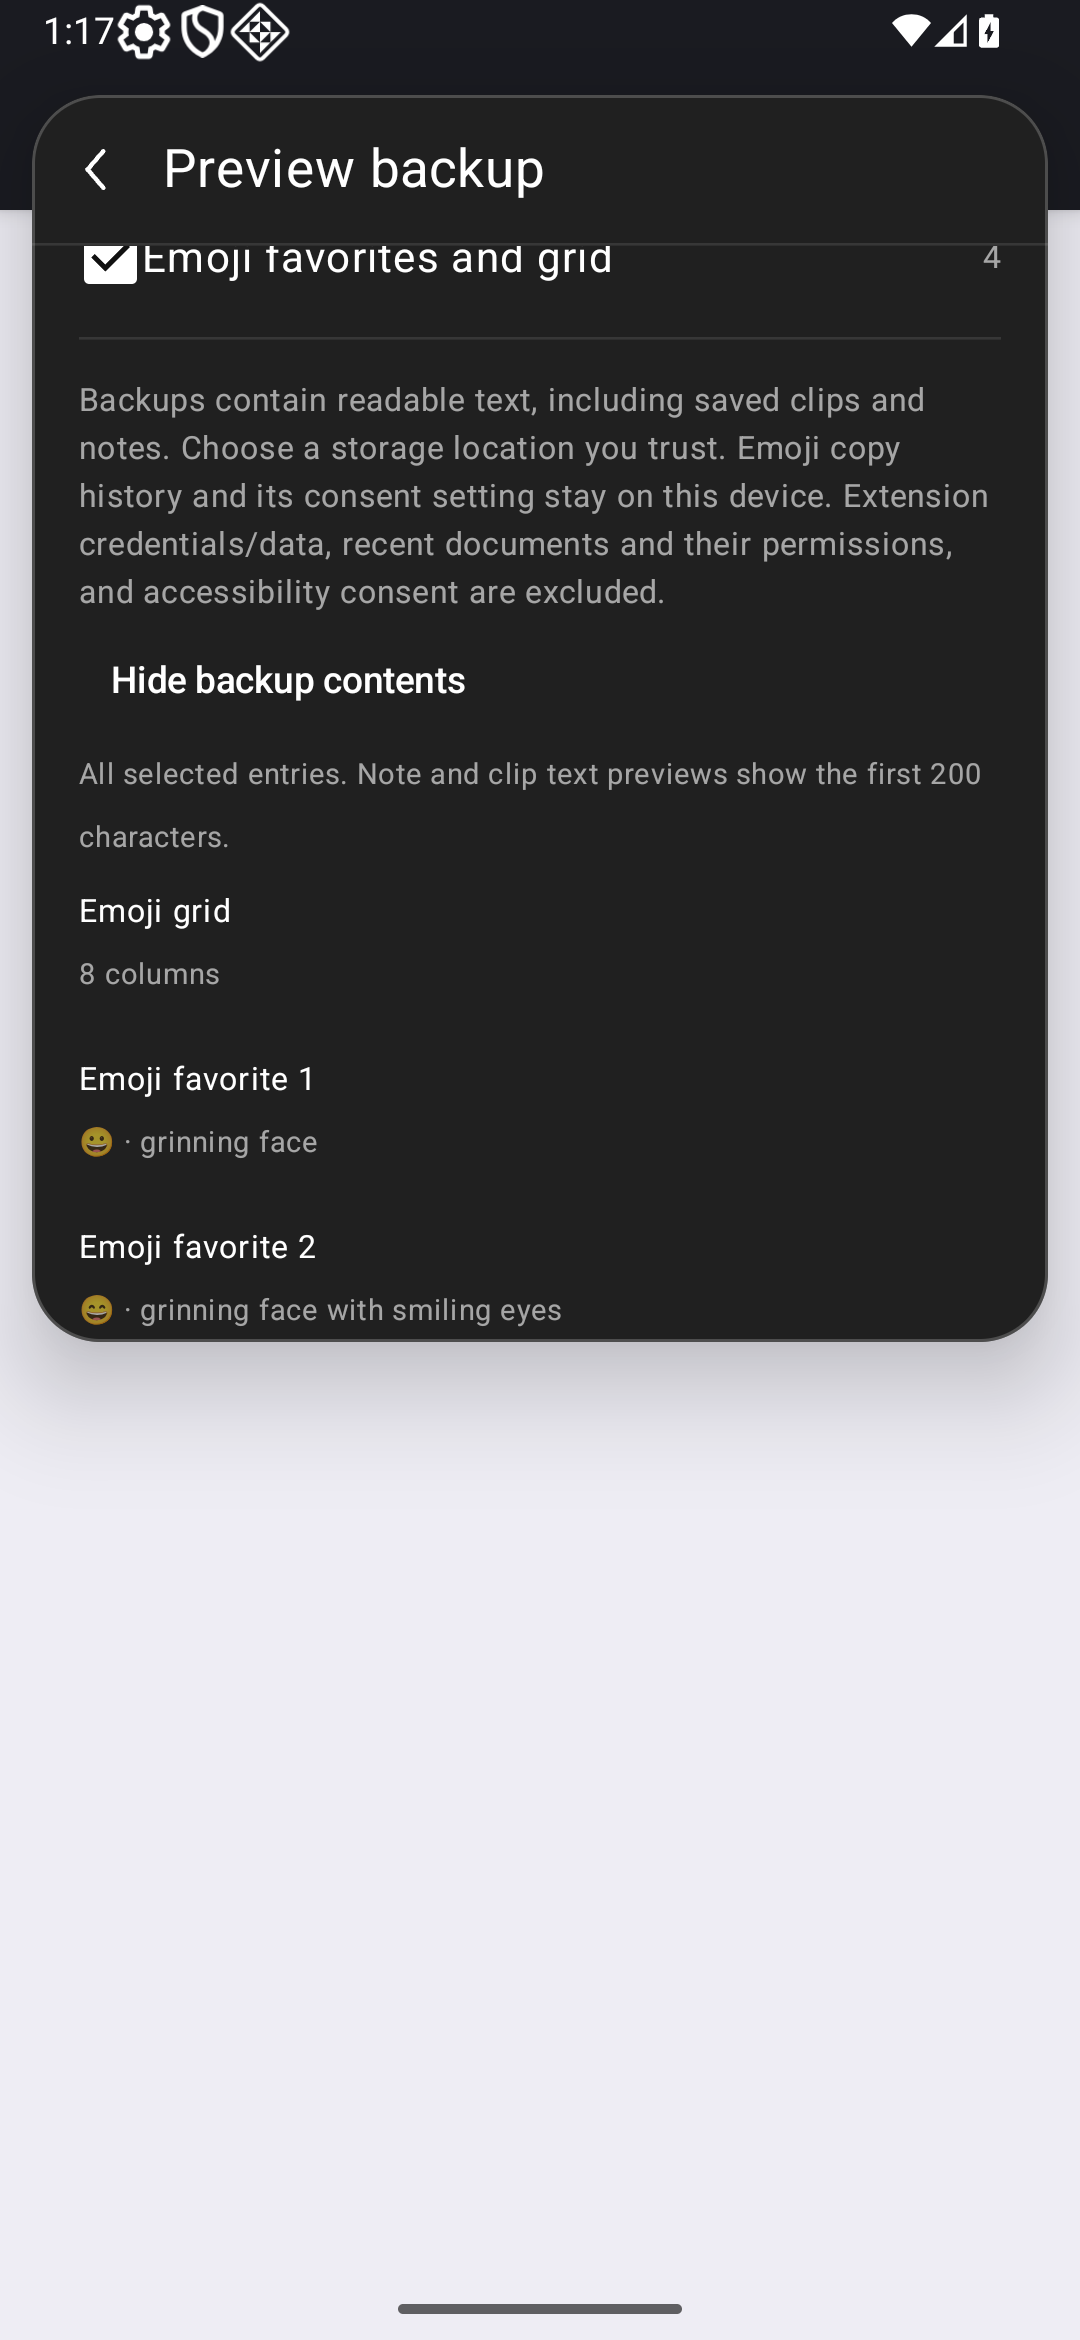 1:17
Preview backup
Emoji favorites and grid 4
Backups contain readable text, including saved clips and
notes. Choose a storage location you trust. Emoji copy
history and its consent setting stay on this device. Extension
credentials/data, recent documents and their permissions,
and accessibility consent are excluded.
Hide backup contents
All selected entries. Note and clip text previews show the first 200
characters.
Emoji grid
8 columns
Emoji favorite 1
😀 · grinning face
Emoji favorite 2
😄 · grinning face with smiling eyes